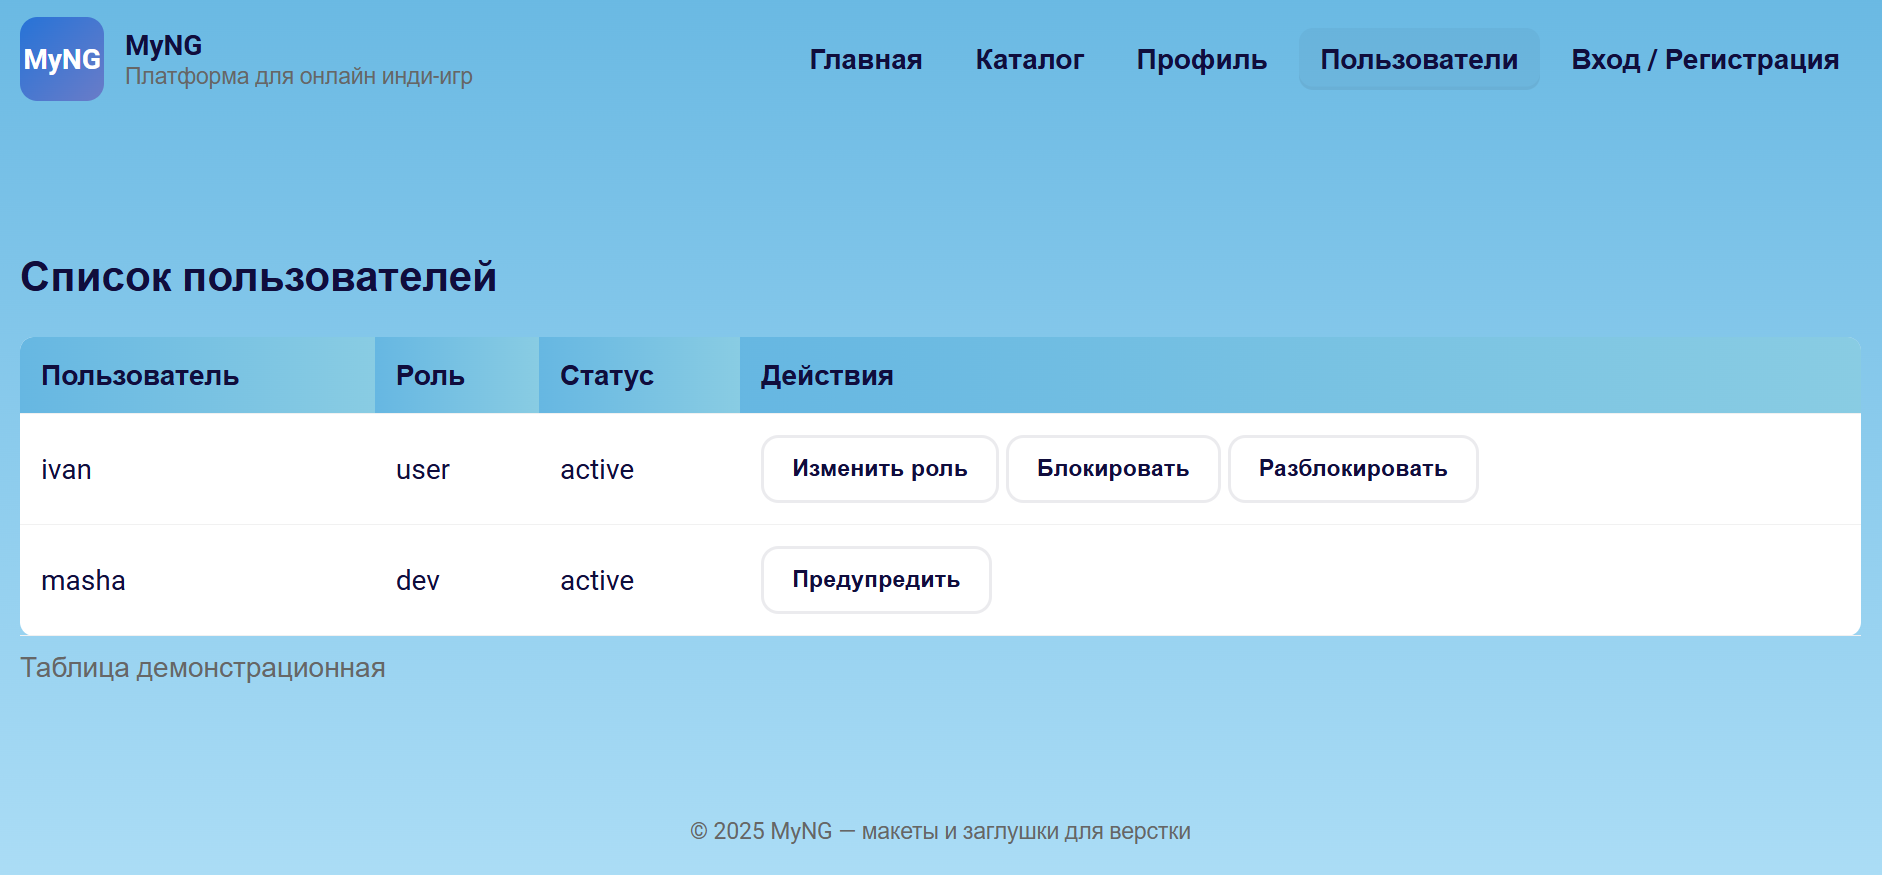 MyNG
MyNG
Платформа для онлайн инди-игр
Главная Каталог Профиль Пользователи Вход / Регистрация
Список пользователей
Пользователь Роль Статус Действия
ivan user active Изменить роль Блокировать Разблокировать
masha dev active Предупредить
Таблица демонстрационная
© 2025 MyNG — макеты и заглушки для верстки